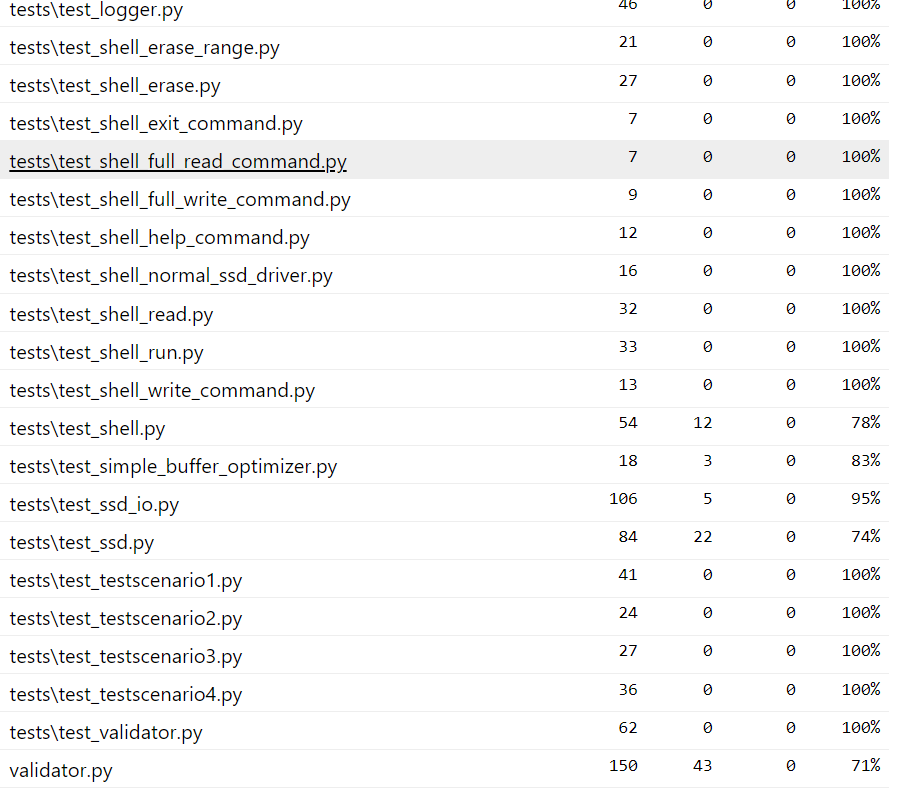 tests\test_logger.py 46 0 0 100%
tests\test_shell_erase_range.py 21 0 0 100%
tests\test_shell_erase.py 27 0 0 100%
tests\test_shell_exit_command.py 7 0 0 100%
tests\test_shell_full_read_command.py 7 0 0 100%
tests\test_shell_full_write_command.py 9 0 0 100%
tests\test_shell_help_command.py 12 0 0 100%
tests\test_shell_normal_ssd_driver.py 16 0 0 100%
tests\test_shell_read.py 32 0 0 100%
tests\test_shell_run.py 33 0 0 100%
tests\test_shell_write_command.py 13 0 0 100%
tests\test_shell.py 54 12 0 78%
tests\test_simple_buffer_optimizer.py 18 3 0 83%
tests\test_ssd_io.py 106 5 0 95%
tests\test_ssd.py 84 22 0 74%
tests\test_testscenario1.py 41 0 0 100%
tests\test_testscenario2.py 24 0 0 100%
tests\test_testscenario3.py 27 0 0 100%
tests\test_testscenario4.py 36 0 0 100%
tests\test_validator.py 62 0 0 100%
validator.py 150 43 0 71%